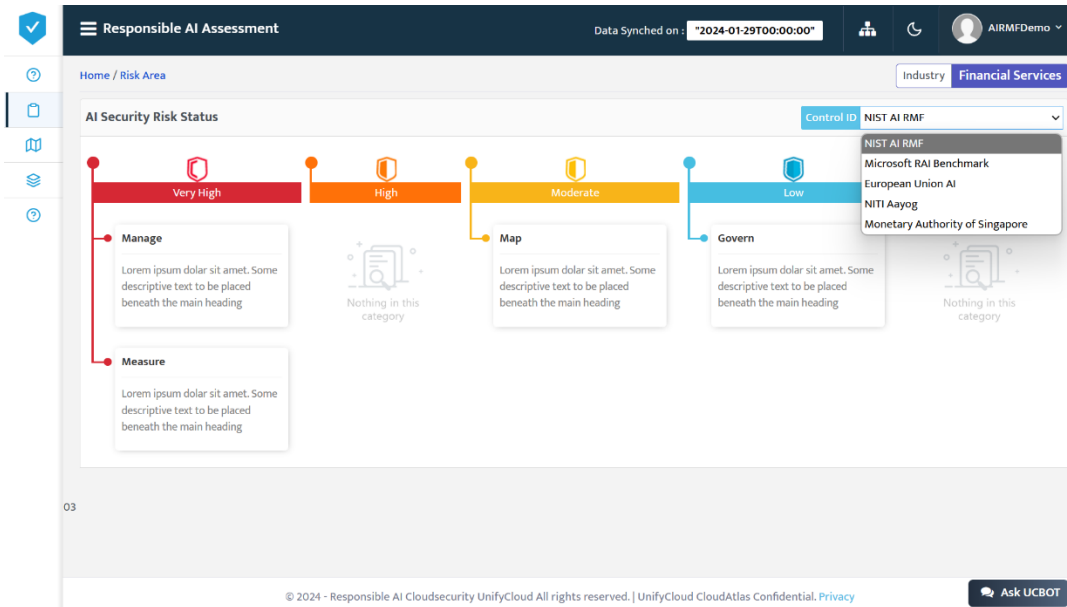 Responsible AI Assessment
Data Synched on : "2024-01-29T00:00:00"
AIRMFDemo
Home / Risk Area
Industry Financial Services
AI Security Risk Status
Control ID NIST AI RMF
NIST AI RMF
Microsoft RAI Benchmark
European Union AI
NITI Aayog
Monetary Authority of Singapore
Very High
High
Moderate
Low
Manage
Lorem ipsum dolar sit amet. Some
descriptive text to be placed
beneath the main heading
Nothing in this
category
Map
Lorem ipsum dolar sit amet. Some
descriptive text to be placed
beneath the main heading
Govern
Lorem ipsum dolar sit amet. Some
descriptive text to be placed
beneath the main heading
Nothing in this
category
Measure
Lorem ipsum dolar sit amet. Some
descriptive text to be placed
beneath the main heading
03
© 2024 - Responsible AI Cloudsecurity UnifyCloud All rights reserved. | UnifyCloud CloudAtlas Confidential. Privacy
Ask UCBOT